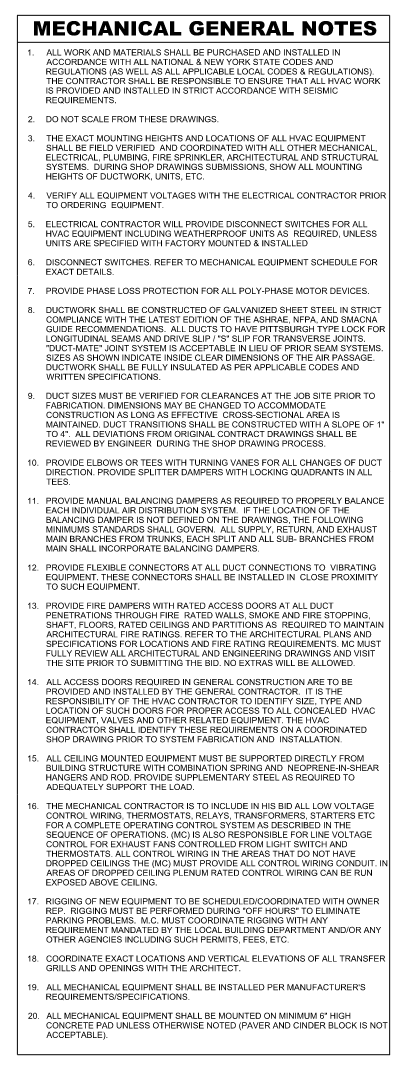 MECHANICAL GENERAL NOTES
1. ALL WORK AND MATERIALS SHALL BE PURCHASED AND INSTALLED IN
ACCORDANCE WITH ALL NATIONAL & NEW YORK STATE CODES AND
REGULATIONS (AS WELL AS ALL APPLICABLE LOCAL CODES & REGULATIONS).
THE CONTRACTOR SHALL BE RESPONSIBLE TO ENSURE THAT ALL HVAC WORK
IS PROVIDED AND INSTALLED IN STRICT ACCORDANCE WITH SEISMIC
REQUIREMENTS.
2. DO NOT SCALE FROM THESE DRAWINGS.
3. THE EXACT MOUNTING HEIGHTS AND LOCATIONS OF ALL HVAC EQUIPMENT
SHALL BE FIELD VERIFIED AND COORDINATED WITH ALL OTHER MECHANICAL,
ELECTRICAL, PLUMBING, FIRE SPRINKLER, ARCHITECTURAL AND STRUCTURAL
SYSTEMS. DURING SHOP DRAWINGS SUBMISSIONS, SHOW ALL MOUNTING
HEIGHTS OF DUCTWORK, UNITS, ETC.
4. VERIFY ALL EQUIPMENT VOLTAGES WITH THE ELECTRICAL CONTRACTOR PRIOR
TO ORDERING EQUIPMENT.
5. ELECTRICAL CONTRACTOR WILL PROVIDE DISCONNECT SWITCHES FOR ALL
HVAC EQUIPMENT INCLUDING WEATHERPROOF UNITS AS REQUIRED, UNLESS
UNITS ARE SPECIFIED WITH FACTORY MOUNTED & INSTALLED
6. DISCONNECT SWITCHES. REFER TO MECHANICAL EQUIPMENT SCHEDULE FOR
EXACT DETAILS.
7. PROVIDE PHASE LOSS PROTECTION FOR ALL POLY-PHASE MOTOR DEVICES.
8. DUCTWORK SHALL BE CONSTRUCTED OF GALVANIZED SHEET STEEL IN STRICT
COMPLIANCE WITH THE LATEST EDITION OF THE ASHRAE, NFPA, AND SMACNA
GUIDE RECOMMENDATIONS. ALL DUCTS TO HAVE PITTSBURGH TYPE LOCK FOR
LONGITUDINAL SEAMS AND DRIVE SLIP / "S" SLIP FOR TRANSVERSE JOINTS.
"DUCT-MATE" JOINT SYSTEM IS ACCEPTABLE IN LIEU OF PRIOR SEAM SYSTEMS.
SIZES AS SHOWN INDICATE INSIDE CLEAR DIMENSIONS OF THE AIR PASSAGE.
DUCTWORK SHALL BE FULLY INSULATED AS PER APPLICABLE CODES AND
WRITTEN SPECIFICATIONS.
9. DUCT SIZES MUST BE VERIFIED FOR CLEARANCES AT THE JOB SITE PRIOR TO
FABRICATION. DIMENSIONS MAY BE CHANGED TO ACCOMMODATE
CONSTRUCTION AS LONG AS EFFECTIVE CROSS-SECTIONAL AREA IS
MAINTAINED. DUCT TRANSITIONS SHALL BE CONSTRUCTED WITH A SLOPE OF 1"
TO 4". ALL DEVIATIONS FROM ORIGINAL CONTRACT DRAWINGS SHALL BE
REVIEWED BY ENGINEER DURING THE SHOP DRAWING PROCESS.
10. PROVIDE ELBOWS OR TEES WITH TURNING VANES FOR ALL CHANGES OF DUCT
DIRECTION. PROVIDE SPLITTER DAMPERS WITH LOCKING QUADRANTS IN ALL
TEES.
11. PROVIDE MANUAL BALANCING DAMPERS AS REQUIRED TO PROPERLY BALANCE
EACH INDIVIDUAL AIR DISTRIBUTION SYSTEM. IF THE LOCATION OF THE
BALANCING DAMPER IS NOT DEFINED ON THE DRAWINGS, THE FOLLOWING
MINIMUMS STANDARDS SHALL GOVERN. ALL SUPPLY, RETURN, AND EXHAUST
MAIN BRANCHES FROM TRUNKS, EACH SPLIT AND ALL SUB- BRANCHES FROM
MAIN SHALL INCORPORATE BALANCING DAMPERS.
12. PROVIDE FLEXIBLE CONNECTORS AT ALL DUCT CONNECTIONS TO VIBRATING
EQUIPMENT. THESE CONNECTORS SHALL BE INSTALLED IN CLOSE PROXIMITY
TO SUCH EQUIPMENT.
13. PROVIDE FIRE DAMPERS WITH RATED ACCESS DOORS AT ALL DUCT
PENETRATIONS THROUGH FIRE RATED WALLS, SMOKE AND FIRE STOPPING,
SHAFT, FLOORS, RATED CEILINGS AND PARTITIONS AS REQUIRED TO MAINTAIN
ARCHITECTURAL FIRE RATINGS. REFER TO THE ARCHITECTURAL PLANS AND
SPECIFICATIONS FOR LOCATIONS AND FIRE RATING REQUIREMENTS. MC MUST
FULLY REVIEW ALL ARCHITECTURAL AND ENGINEERING DRAWINGS AND VISIT
THE SITE PRIOR TO SUBMITTING THE BID. NO EXTRAS WILL BE ALLOWED.
14. ALL ACCESS DOORS REQUIRED IN GENERAL CONSTRUCTION ARE TO BE
PROVIDED AND INSTALLED BY THE GENERAL CONTRACTOR. IT IS THE
RESPONSIBILITY OF THE HVAC CONTRACTOR TO IDENTIFY SIZE, TYPE AND
LOCATION OF SUCH DOORS FOR PROPER ACCESS TO ALL CONCEALED HVAC
EQUIPMENT, VALVES AND OTHER RELATED EQUIPMENT. THE HVAC
CONTRACTOR SHALL IDENTIFY THESE REQUIREMENTS ON A COORDINATED
SHOP DRAWING PRIOR TO SYSTEM FABRICATION AND INSTALLATION.
15. ALL CEILING MOUNTED EQUIPMENT MUST BE SUPPORTED DIRECTLY FROM
BUILDING STRUCTURE WITH COMBINATION SPRING AND NEOPRENE-IN-SHEAR
HANGERS AND ROD. PROVIDE SUPPLEMENTARY STEEL AS REQUIRED TO
ADEQUATELY SUPPORT THE LOAD.
16. THE MECHANICAL CONTRACTOR IS TO INCLUDE IN HIS BID ALL LOW VOLTAGE
CONTROL WIRING, THERMOSTATS, RELAYS, TRANSFORMERS, STARTERS ETC
FOR A COMPLETE OPERATING CONTROL SYSTEM AS DESCRIBED IN THE
SEQUENCE OF OPERATIONS. (MC) IS ALSO RESPONSIBLE FOR LINE VOLTAGE
CONTROL FOR EXHAUST FANS CONTROLLED FROM LIGHT SWITCH AND
THERMOSTATS. ALL CONTROL WIRING IN THE AREAS THAT DO NOT HAVE
DROPPED CEILINGS THE (MC) MUST PROVIDE ALL CONTROL WIRING CONDUIT. IN
AREAS OF DROPPED CEILING PLENUM RATED CONTROL WIRING CAN BE RUN
EXPOSED ABOVE CEILING.
17. RIGGING OF NEW EQUIPMENT TO BE SCHEDULED/COORDINATED WITH OWNER
REP. RIGGING MUST BE PERFORMED DURING "OFF HOURS" TO ELIMINATE
PARKING PROBLEMS. M.C. MUST COORDINATE RIGGING WITH ANY
REQUIREMENT MANDATED BY THE LOCAL BUILDING DEPARTMENT AND/OR ANY
OTHER AGENCIES INCLUDING SUCH PERMITS, FEES, ETC.
18. COORDINATE EXACT LOCATIONS AND VERTICAL ELEVATIONS OF ALL TRANSFER
GRILLS AND OPENINGS WITH THE ARCHITECT.
19. ALL MECHANICAL EQUIPMENT SHALL BE INSTALLED PER MANUFACTURER'S
REQUIREMENTS/SPECIFICATIONS.
20. ALL MECHANICAL EQUIPMENT SHALL BE MOUNTED ON MINIMUM 6" HIGH
CONCRETE PAD UNLESS OTHERWISE NOTED (PAVER AND CINDER BLOCK IS NOT
ACCEPTABLE).